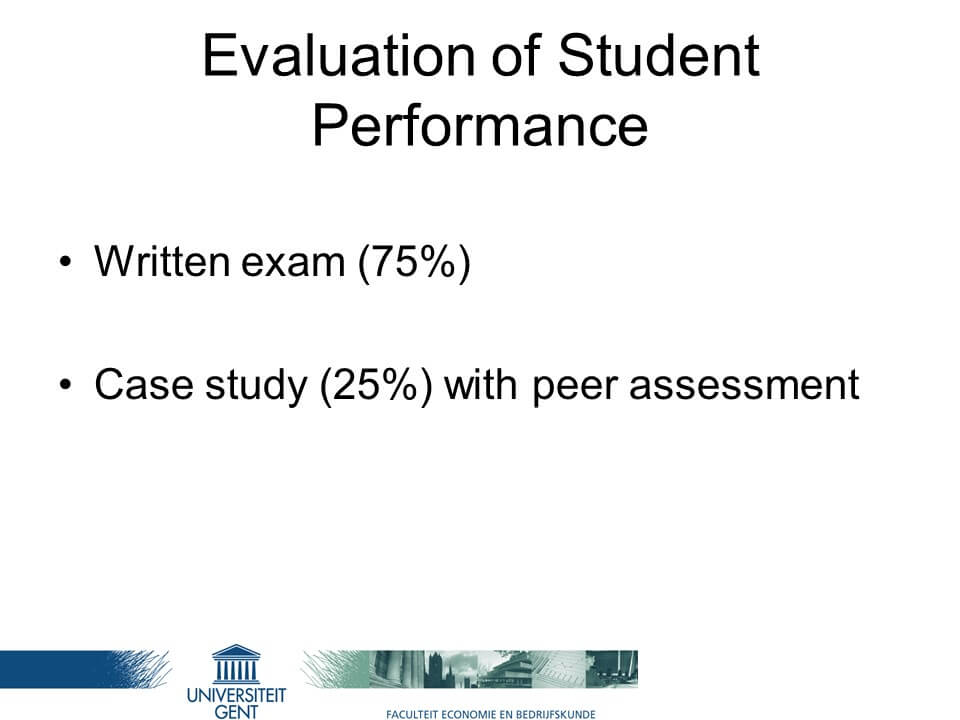 Evaluation of Student
Performance
• Written exam (75%)
• Case study (25%) with peer assessment
UNIVERSITEIT
GENT
FACULTEIT ECONOMIE EN BEDRIJFSKUNDE